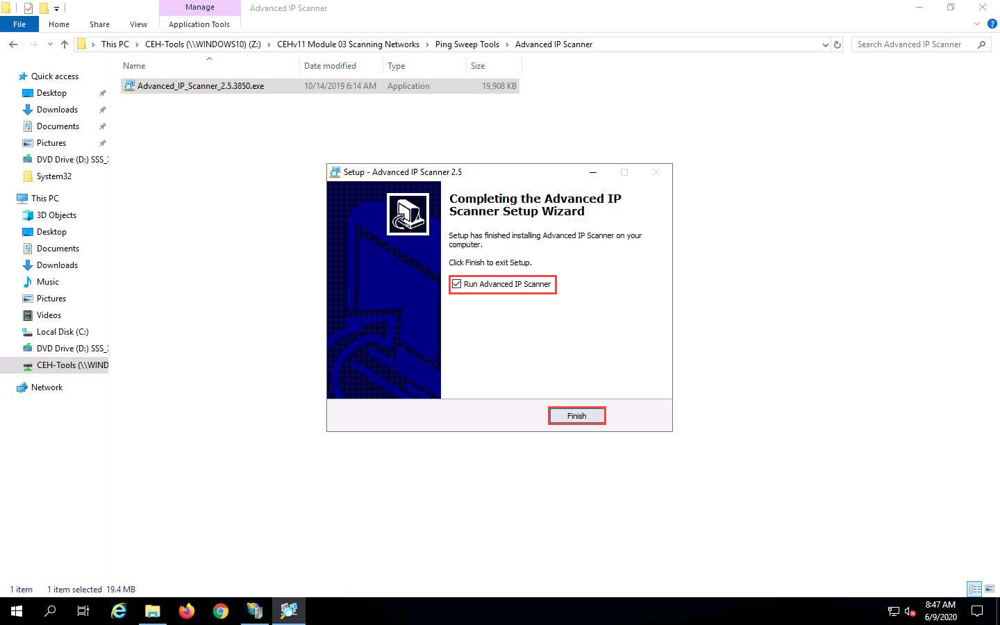 Manage
Advanced IP Scanner
File
Home
Share
View
Application Tools
This PC
CEH-Tools (\\WINDOWS10) (Z:)
CEHv11 Module 03 Scanning Networks
Ping Sweep Tools
Advanced IP Scanner
Search Advanced IP Scanner
Name
Date modified
Type
Size
Advanced_IP_Scanner_2.5.3850.exe
10/14/2019 6:14 AM
Application
19,908 KB
Quick access
Desktop
Downloads
Documents
Pictures
DVD Drive (D:) SSS_
System32
This PC
3D Objects
Desktop
Documents
Downloads
Music
Pictures
Videos
Local Disk (C:)
DVD Drive (D:) SSS_
CEH-Tools (\\WIND
Network
Setup - Advanced IP Scanner 2.5
Completing the Advanced IP
Scanner Setup Wizard
Setup has finished installing Advanced IP Scanner on your
computer.
Click Finish to exit Setup.
Run Advanced IP Scanner
Finish
1 item
1 item selected 19.4 MB
8:47 AM
6/9/2020